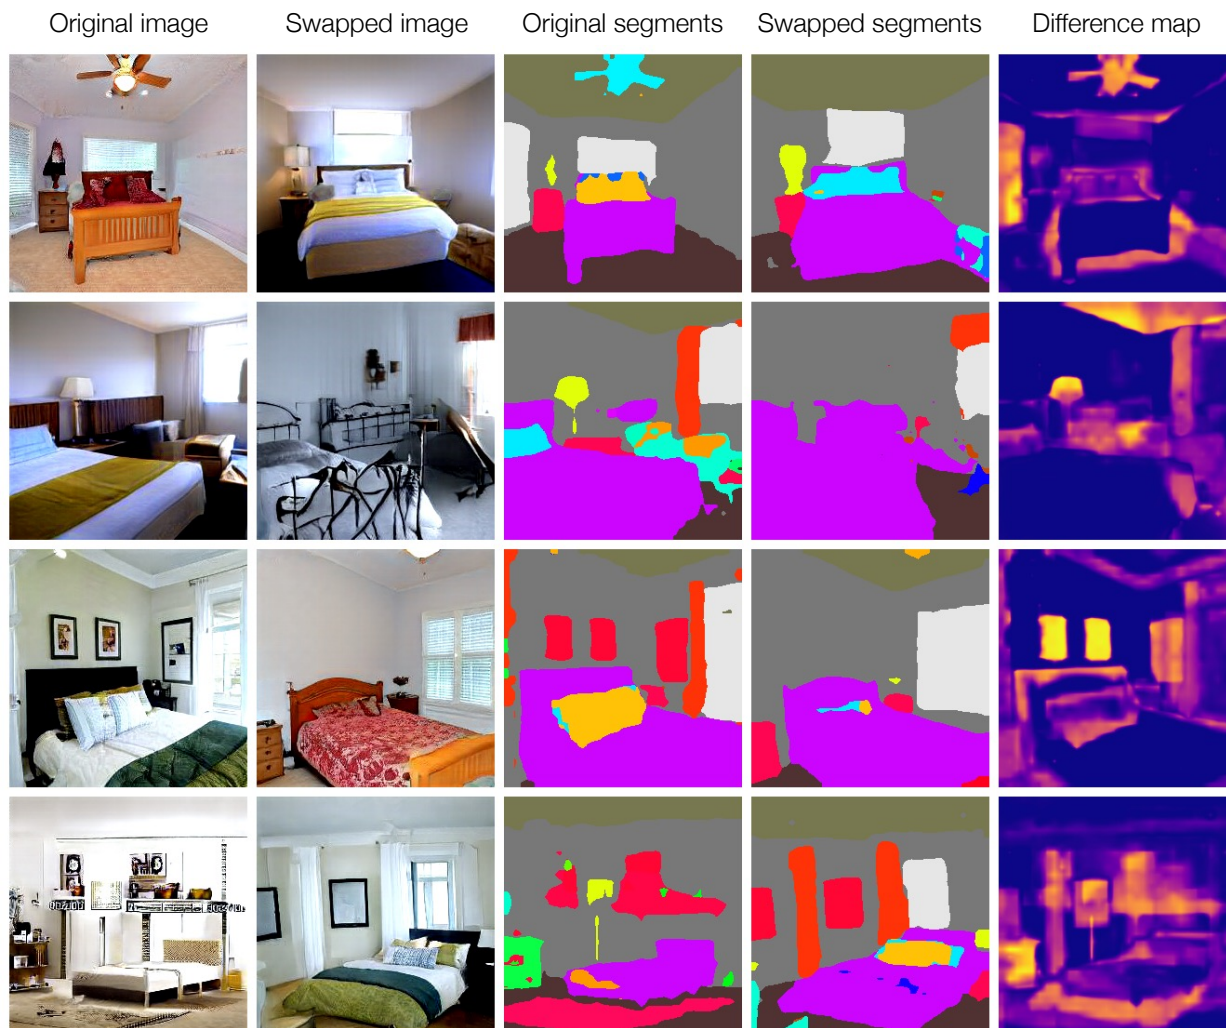 Original image
Swapped image
Original segments
Swapped segments
Difference map